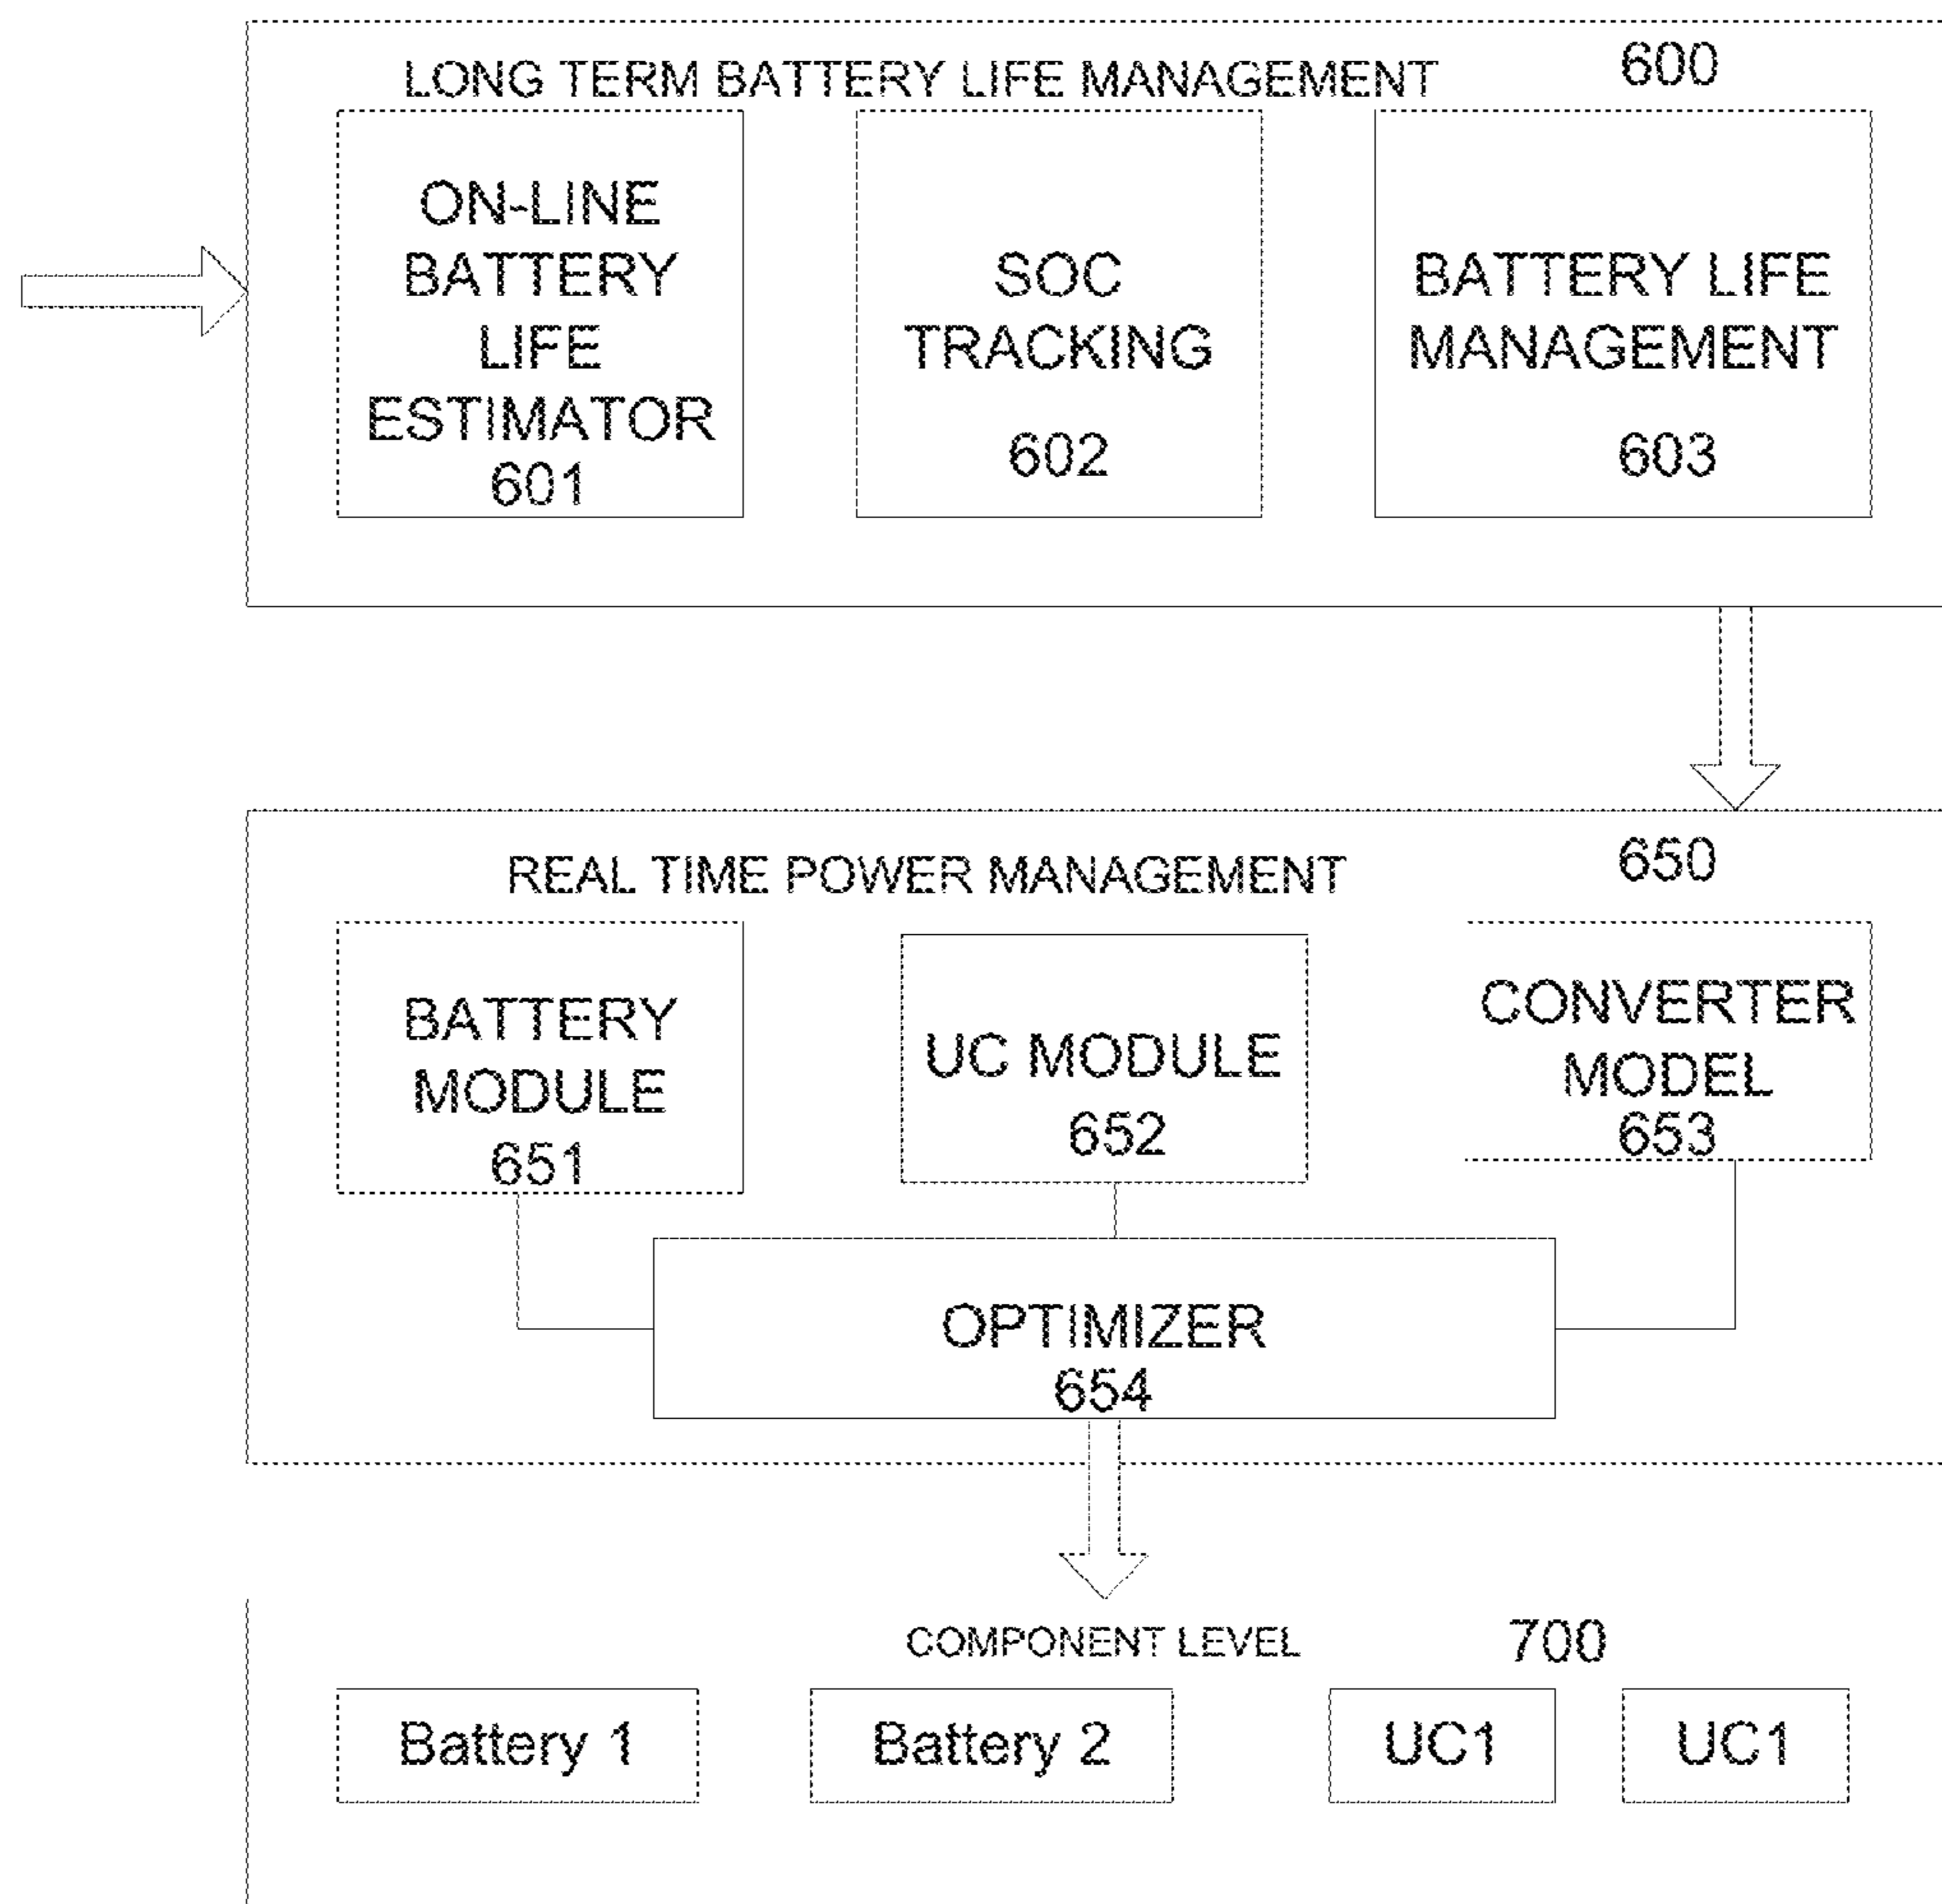 LONG TERM BATTERY LIFE MANAGEMENT 600
ON-LINE
BATTERY
LIFE
ESTIMATOR
601
SOC
TRACKING
602
BATTERY LIFE
MANAGEMENT
603
REAL TIME POWER MANAGEMENT 650
BATTERY
MODULE
651
UC MODULE
652
CONVERTER
MODEL
653
OPTIMIZER
654
COMPONENT LEVEL 700
Battery 1
Battery 2
UC1
UC1